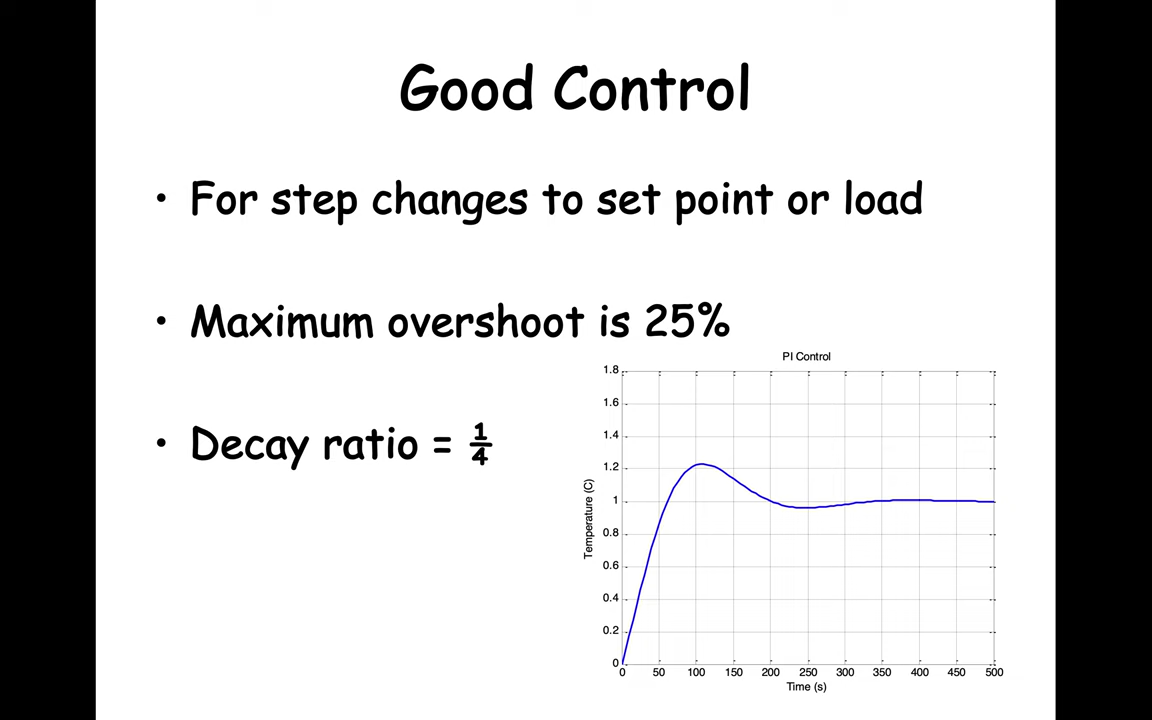 Good Control
• For step changes to set point or load
• Maximum overshoot is 25%
• Decay ratio = ¼
PI Control
1.8
1.6
1.4
1.2
1
0.8
0.6
0.4
0.2
0
Temperature (C)
0 50 100 150 200 250 300 350 400 450 500
Time (s)